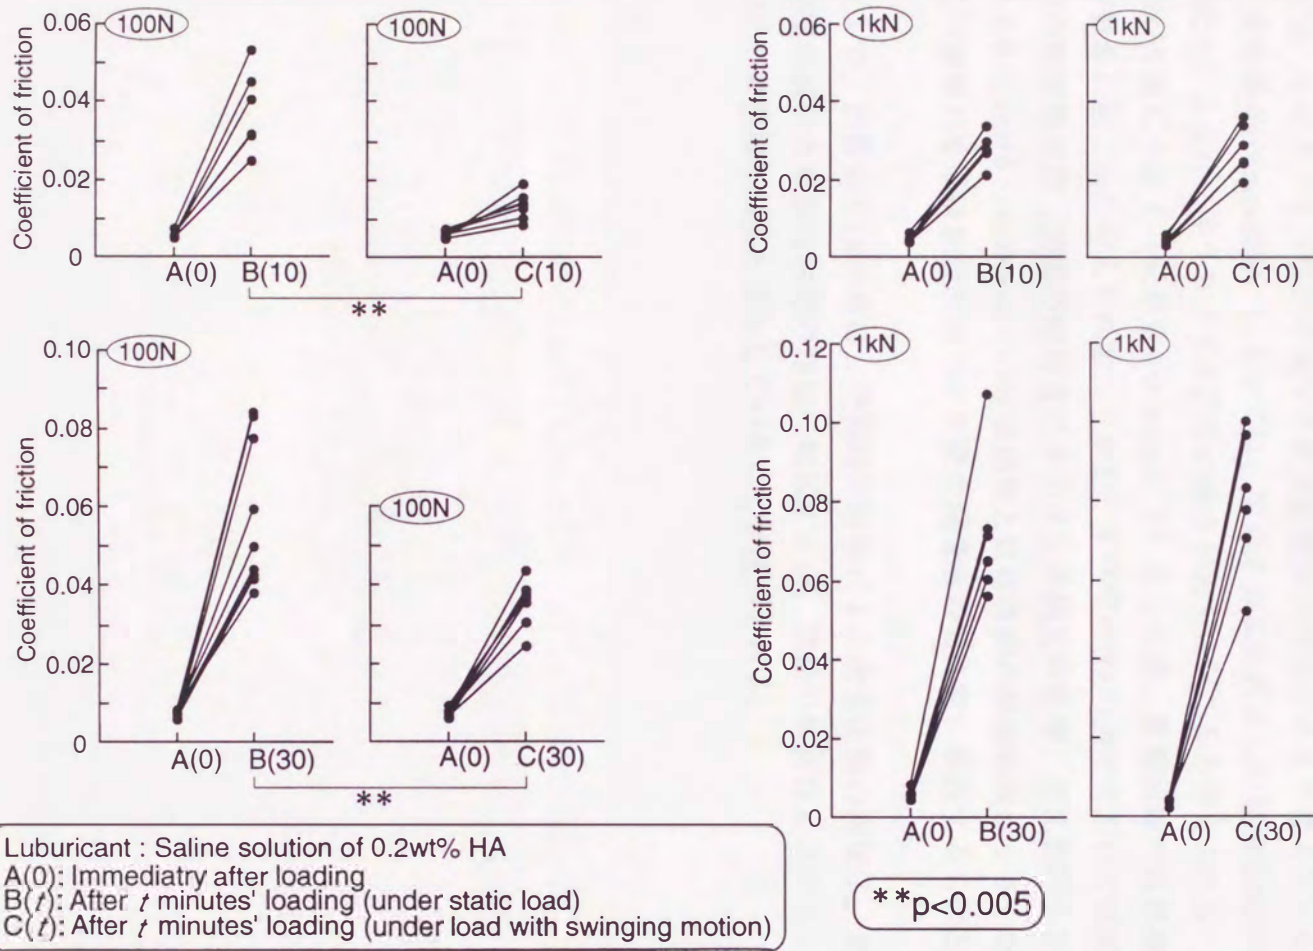 100N
100N
1kN
1kN
Coefficient of friction
0.06
0.04
0.02
0
A(0)
B(10)
A(0)
C(10)
**
Coefficient of friction
0.06
0.04
0.02
0
A(0)
B(10)
A(0)
C(10)
100N
100N
Coefficient of friction
0.10
0.08
0.06
0.04
0.02
0
A(0)
B(30)
A(0)
C(30)
**
1kN
1kN
Coefficient of friction
0.12
0.10
0.08
0.06
0.04
0.02
0
A(0)
B(30)
A(0)
C(30)
Luburicant : Saline solution of 0.2wt% HA
A(0): Immediatry after loading
B(t): After t minutes' loading (under static load)
C(t): After t minutes' loading (under load with swinging motion)
**p<0.005